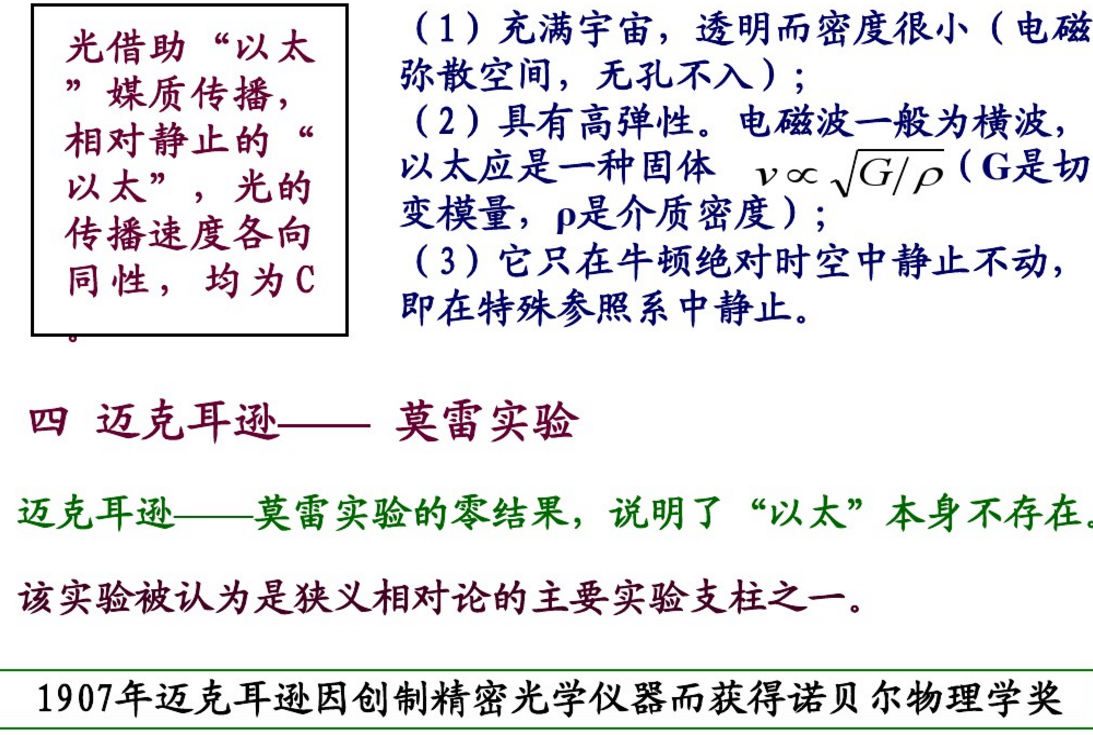 光借助“以太
”媒质传播，
相对静止的“
以太”，光的
传播速度各向
同性，均为C
。
（1）充满宇宙，透明而密度很小（电磁
弥散空间，无孔不入）；
（2）具有高弹性。电磁波一般为横波，
以太应是一种固体 v∝√G/ρ（G是切
变模量，ρ是介质密度）；
（3）它只在牛顿绝对时空中静止不动，
即在特殊参照系中静止。
四 迈克耳逊—— 莫雷实验
迈克耳逊——莫雷实验的零结果，说明了“以太”本身不存在。
该实验被认为是狭义相对论的主要实验支柱之一。
1907年迈克耳逊因创制精密光学仪器而获得诺贝尔物理学奖